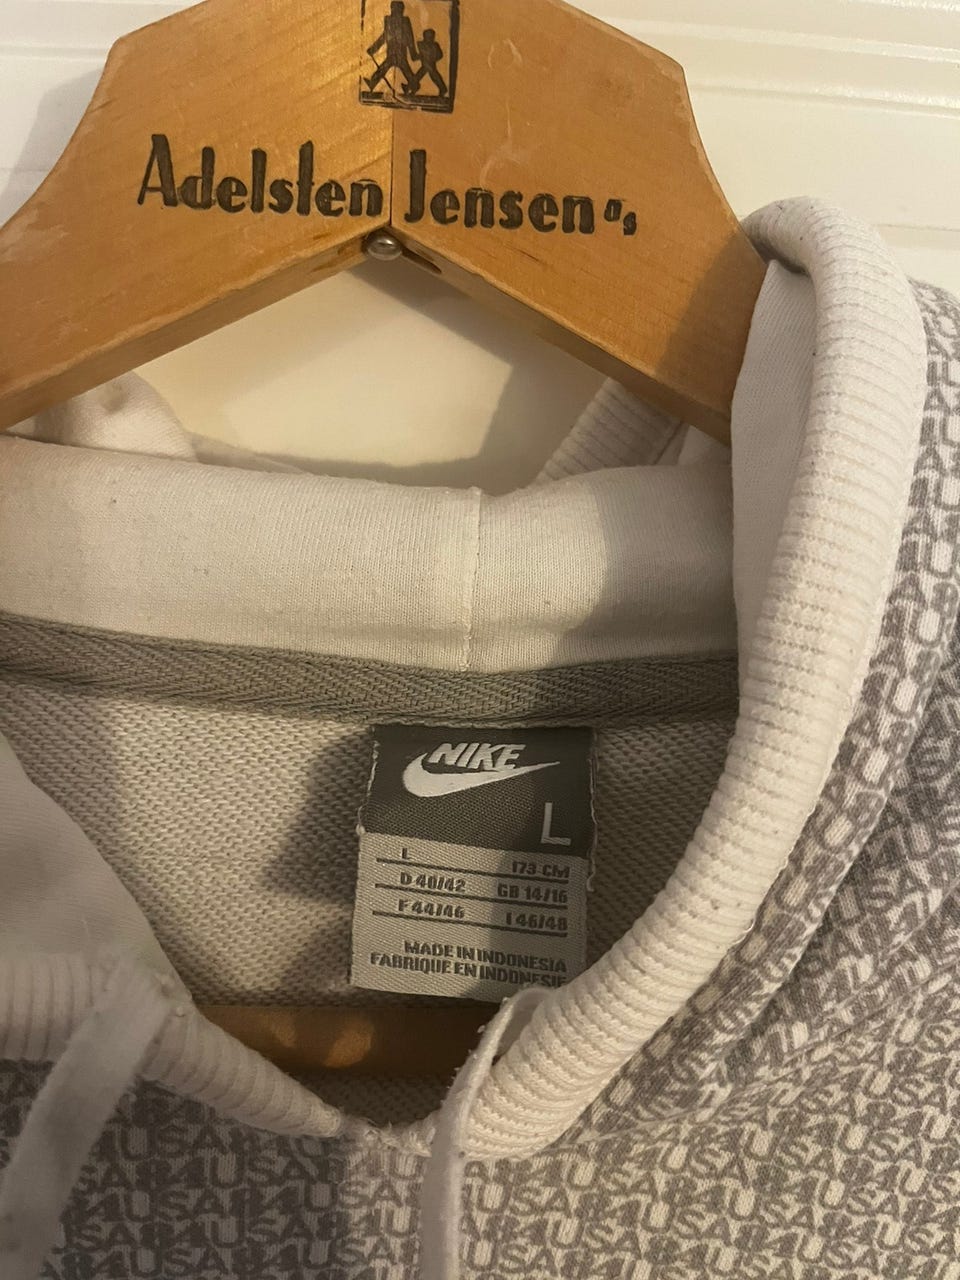 Adelsten Jensen A/S
NIKE
L
L 173 CM
D 40/42 GB 14/16
F 44/46 I 46/48
MADE IN INDONESIA
FABRIQUE EN INDONESIE
USA84USA84USA84